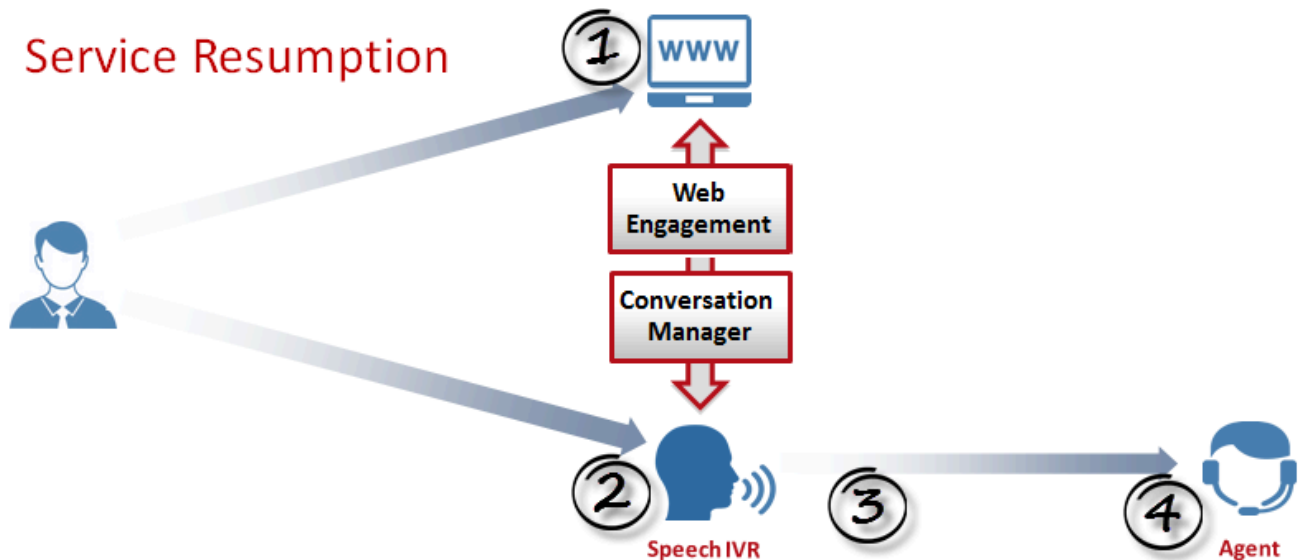 Service Resumption
1
WWW
Web
Engagement
Conversation
Manager
2
3
4
Speech IVR
Agent